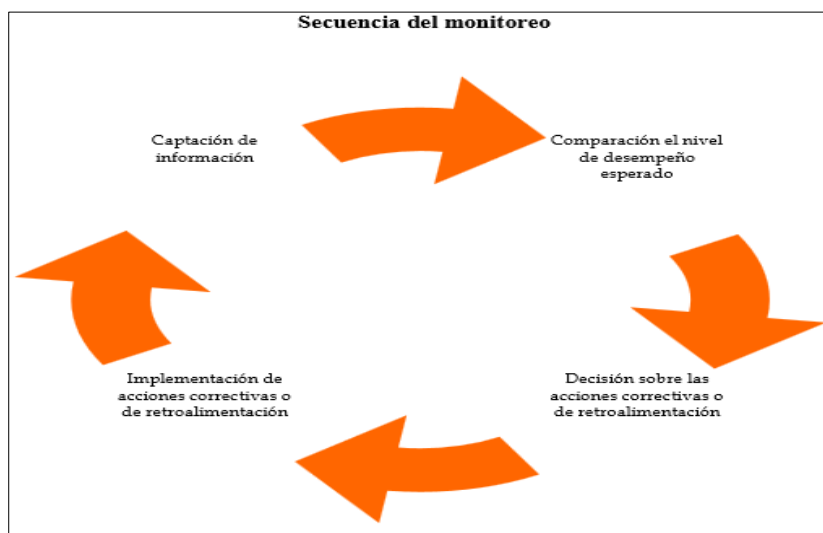 Secuencia del monitoreo
Captación de
información
Comparación el nivel
de desempeño
esperado
Implementación de
acciones correctivas o
de retroalimentación
Decisión sobre las
acciones correctivas o
de retroalimentación